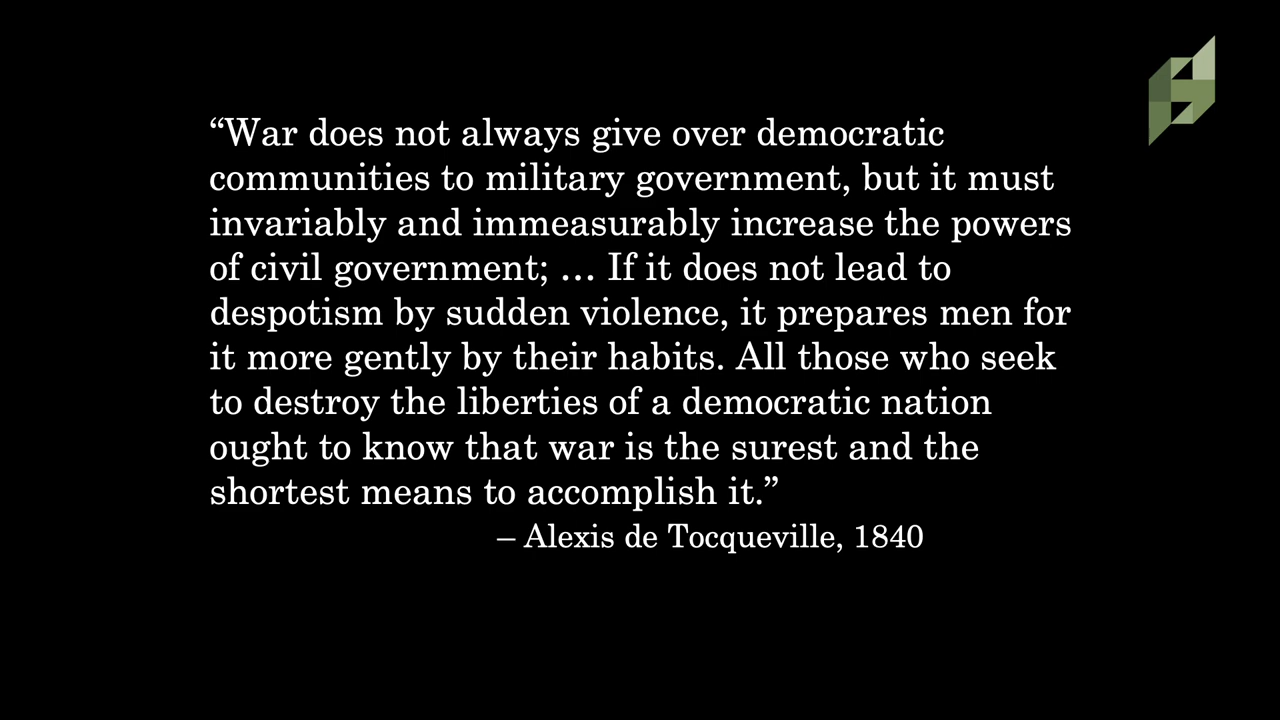 “War does not always give over democratic
communities to military government, but it must
invariably and immeasurably increase the powers
of civil government; … If it does not lead to
despotism by sudden violence, it prepares men for
it more gently by their habits. All those who seek
to destroy the liberties of a democratic nation
ought to know that war is the surest and the
shortest means to accomplish it.”
– Alexis de Tocqueville, 1840